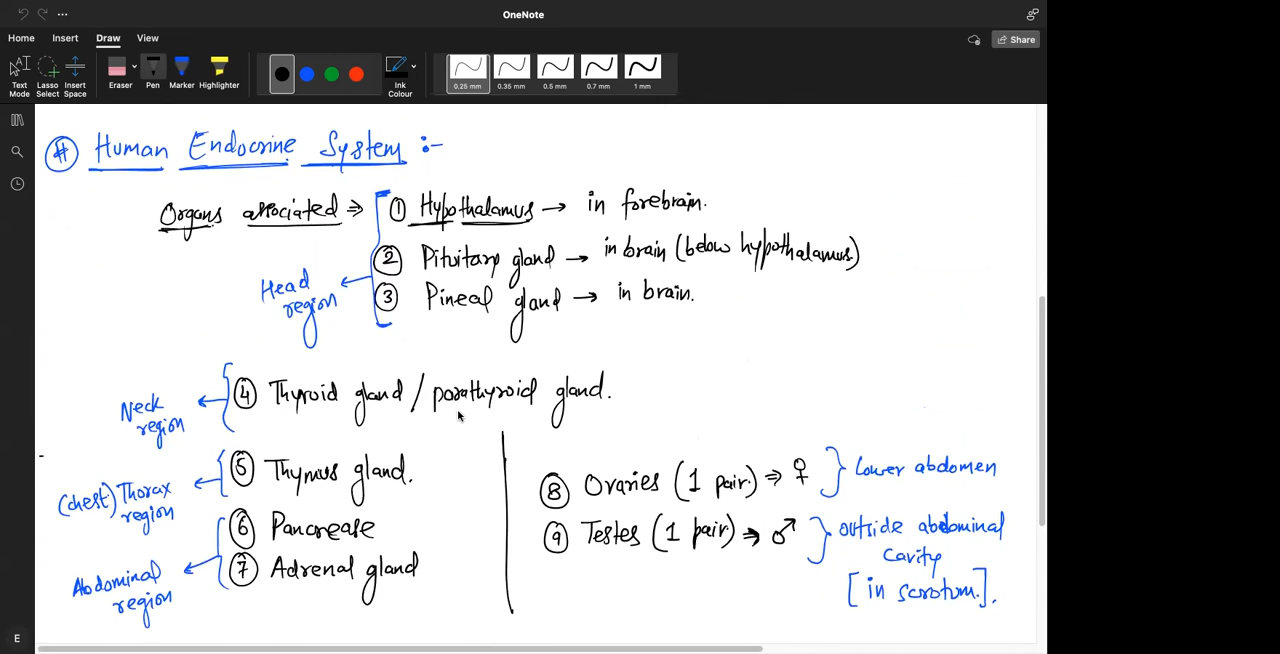 OneNote
Home Insert Draw View
Share
Text Mode
Lasso Select
Insert Space
Eraser
Pen
Marker
Highlighter
Ink Colour
0.25 mm
0.35 mm
0.5 mm
0.7 mm
1 mm
# Human Endocrine System :-
Organs associated ⇒ ① Hypothalamus → in forebrain.
② Pituitary gland → in brain (below hypothalamus)
③ Pineal gland → in brain.
Head region
④ Thyroid gland / parathyroid gland.
Neck region
⑤ Thymus gland.
(chest) Thorax region
⑥ Pancrease
⑦ Adrenal gland
Abdominal region
⑧ Ovaries (1 pair) ⇒ ♀ } lower abdomen
⑨ Testes (1 pair) ⇒ ♂ } outside abdominal cavity
[in scrotum].
E